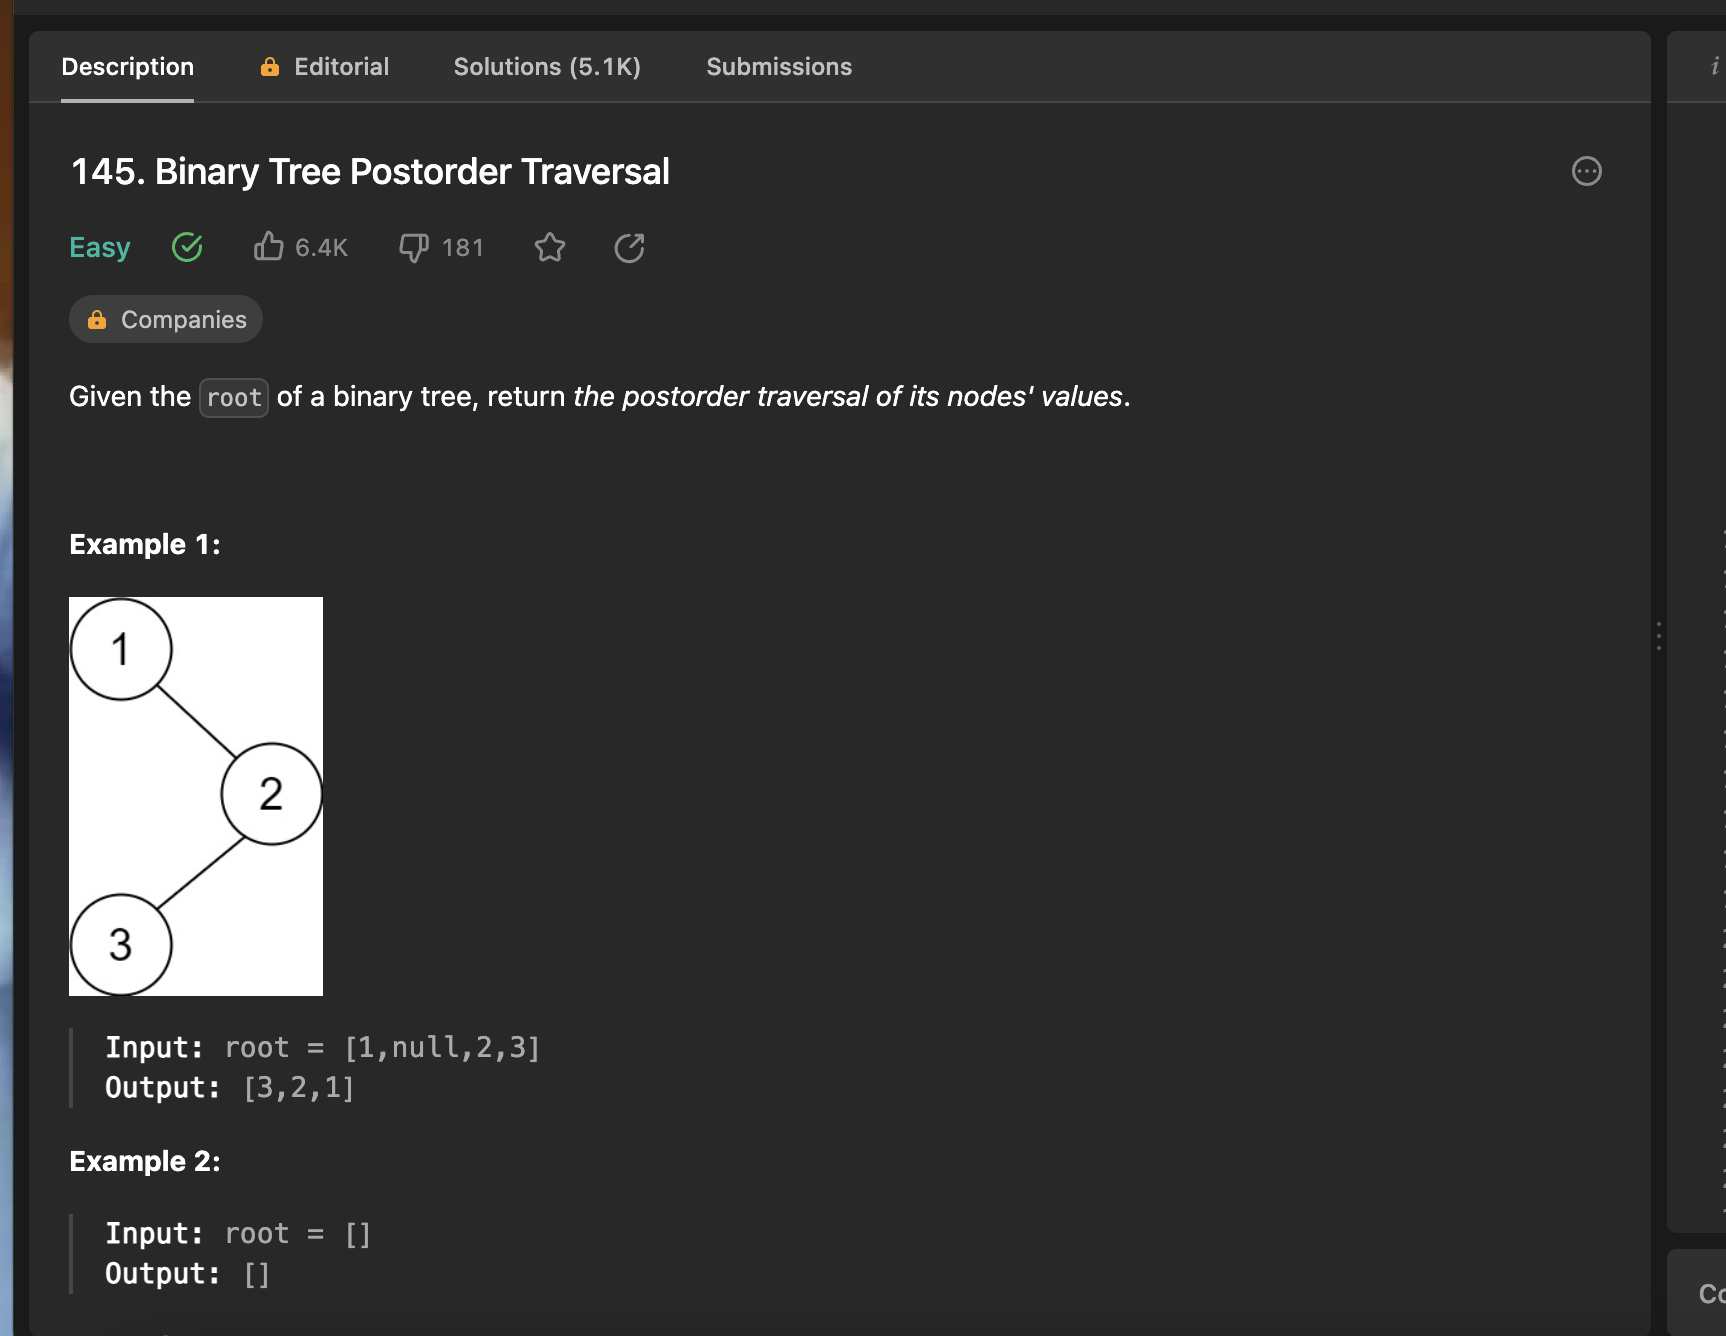 Description Editorial Solutions (5.1K) Submissions
145. Binary Tree Postorder Traversal
Easy 6.4K 181
Companies
Given the root of a binary tree, return the postorder traversal of its nodes' values.
Example 1:
1
2
3
Input: root = [1,null,2,3]
Output: [3,2,1]
Example 2:
Input: root = []
Output: []